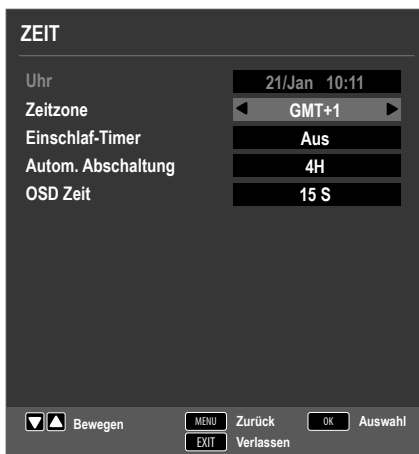 ZEIT
Uhr 21/Jan 10:11
Zeitzone GMT+1
Einschlaf-Timer Aus
Autom. Abschaltung 4H
OSD Zeit 15 S
Bewegen MENU Zurück OK Auswahl
EXIT Verlassen